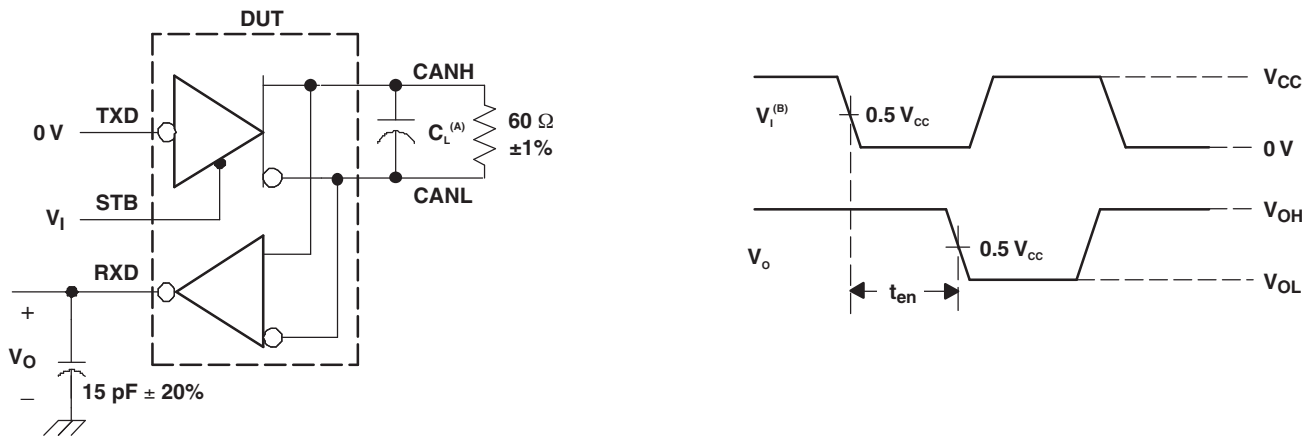 DUT
TXD
0 V
STB
V_I
CANH
C_L^(A)
60 Ω
±1%
CANL
RXD
+
V_O
−
15 pF ± 20%
V_I^(B)
0.5 V_CC
V_CC
0 V
V_O
0.5 V_CC
t_en
V_OH
V_OL